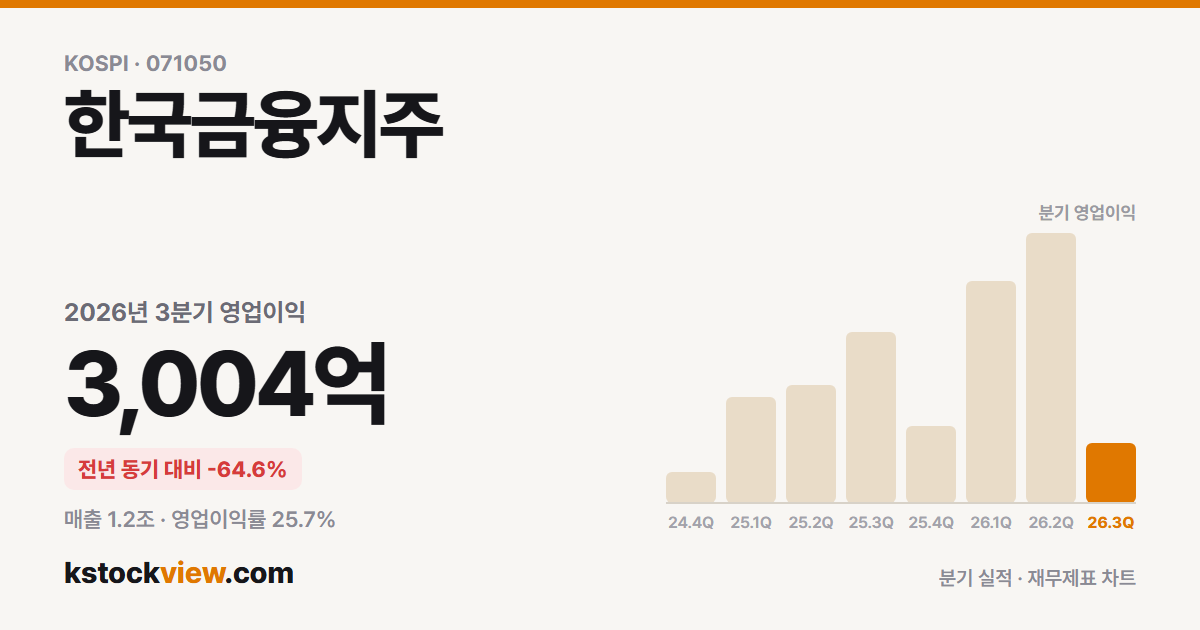 KOSPI · 071050
한국금융지주
분기 영업이익
2026년 3분기 영업이익
3,004억
전년 동기 대비 -64.6%
매출 1.2조 · 영업이익률 25.7%
24.4Q 25.1Q 25.2Q 25.3Q 25.4Q 26.1Q 26.2Q 26.3Q
kstockview.com
분기 실적 · 재무제표 차트